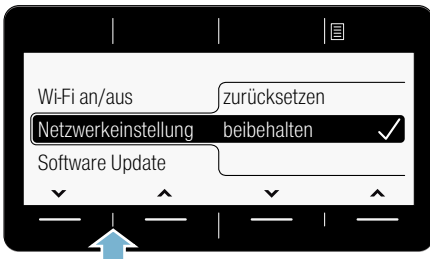 Wi-Fi an/aus zurücksetzen
Netzwerkeinstellung beibehalten
Software Update